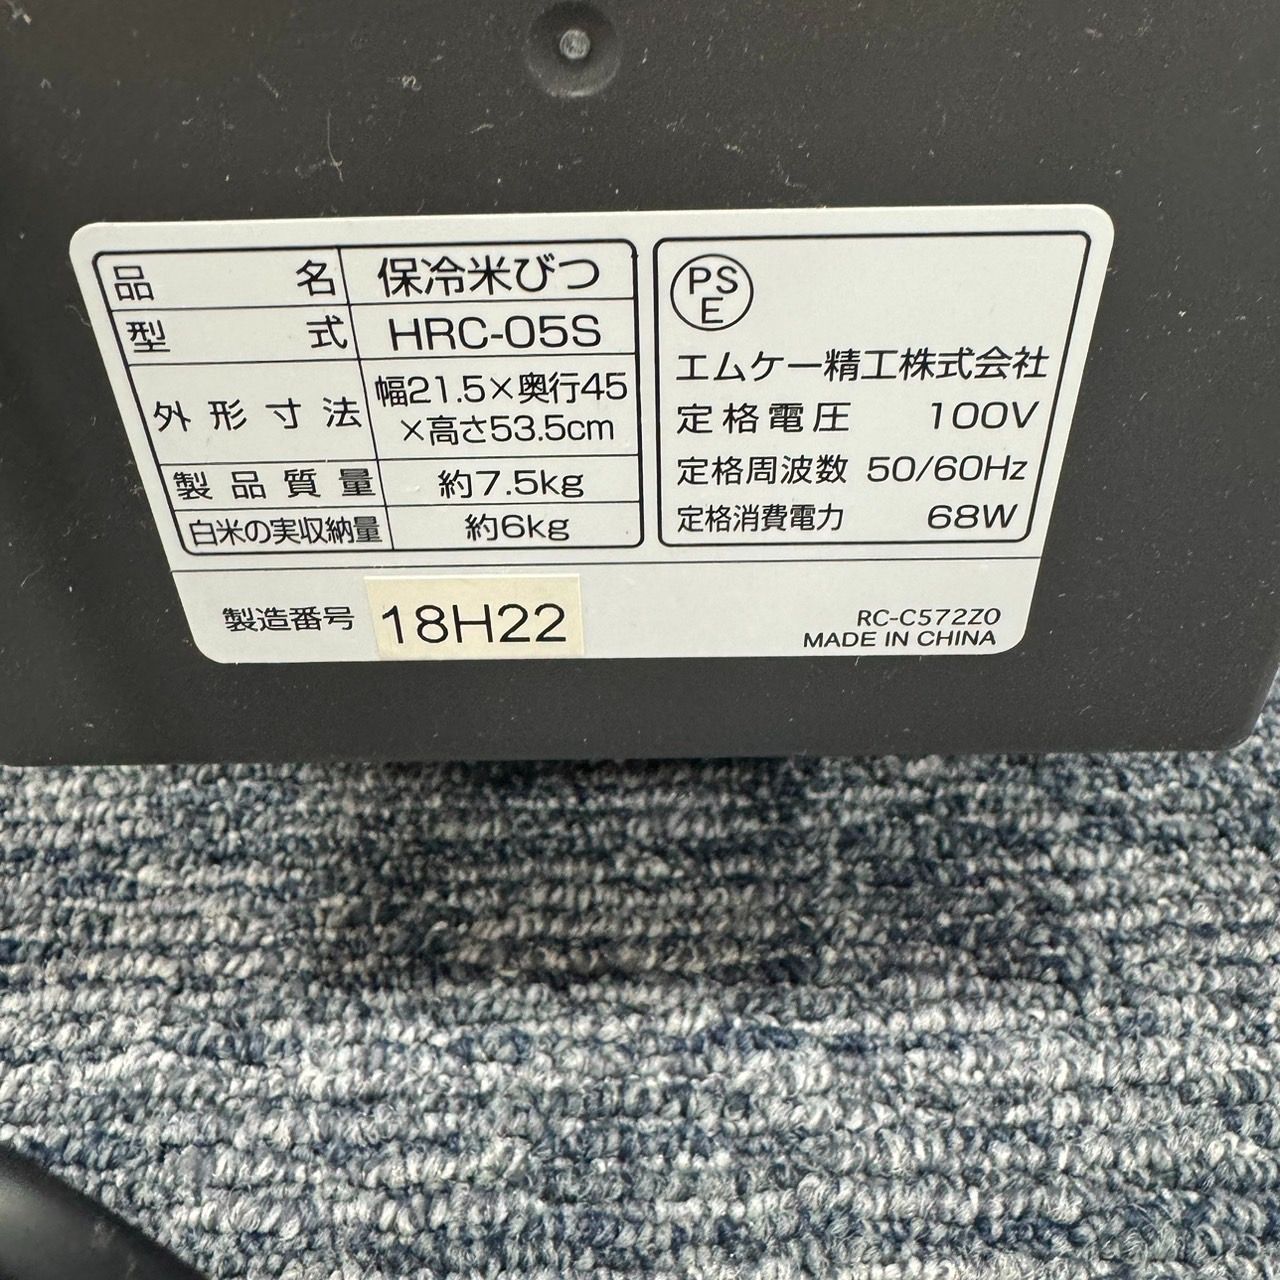 品名 保冷米びつ
型式 HRC-05S
外形寸法 幅21.5×奥行45
×高さ53.5cm
製品質量 約7.5kg
白米の実収納量 約6kg
PS
E
エムケー精工株式会社
定格電圧 100V
定格周波数 50/60Hz
定格消費電力 68W
製造番号 18H22
RC-C572Z0
MADE IN CHINA